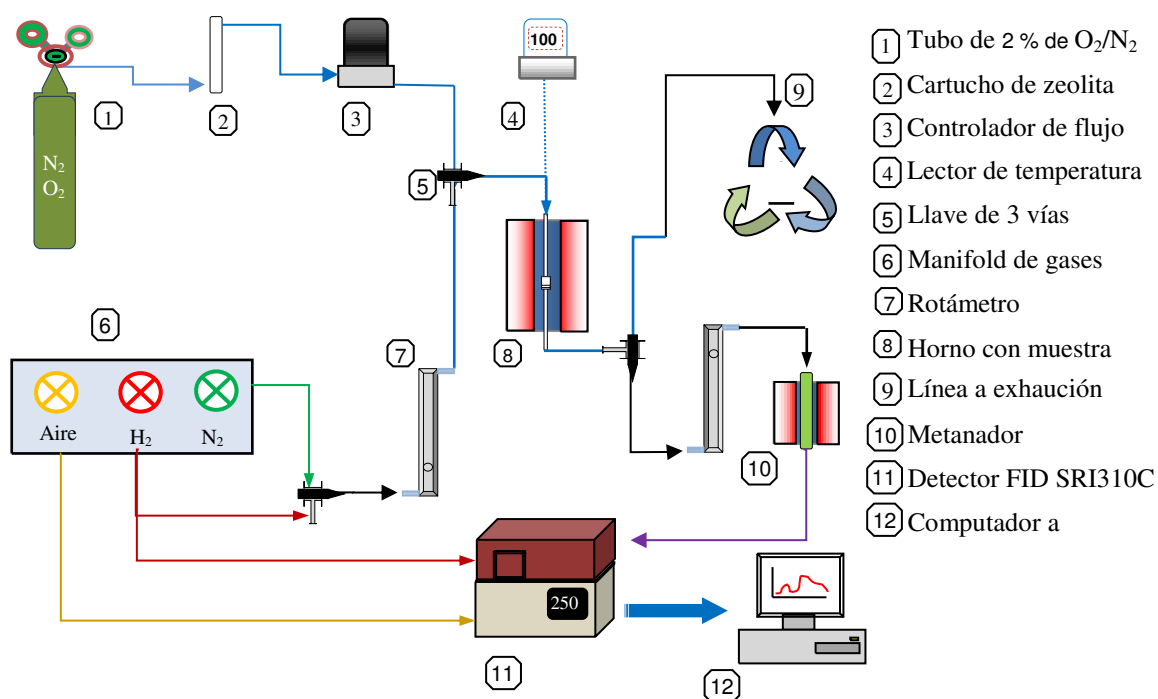 100
1
2
3
4
5
6
7
8
9
10
11
12
N₂
O₂
Aire
H₂
N₂
250
1 Tubo de 2 % de O₂/N₂
2 Cartucho de zeolita
3 Controlador de flujo
4 Lector de temperatura
5 Llave de 3 vías
6 Manifold de gases
7 Rotámetro
8 Horno con muestra
9 Línea a exhaución
10 Metanador
11 Detector FID SRI310C
12 Computador a